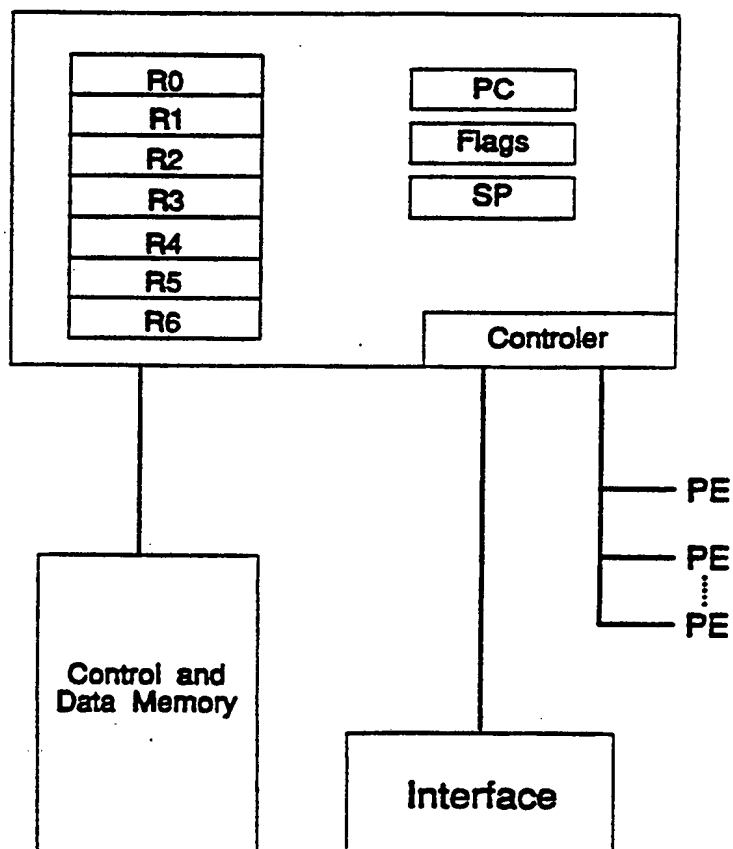 R0
R1
R2
R3
R4
R5
R6
PC
Flags
SP
Controler
PE
PE
PE
Control and
Data Memory
Interface